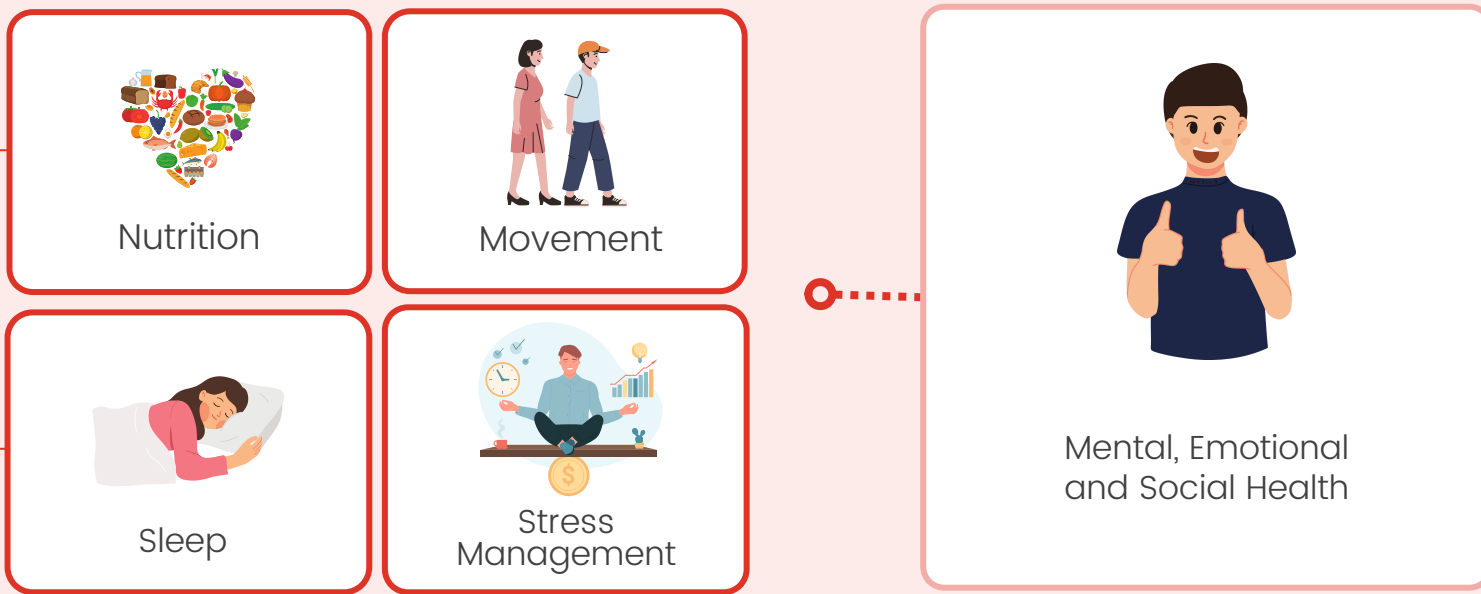 Nutrition
Movement
Sleep
Stress
Management
$
Mental, Emotional
and Social Health